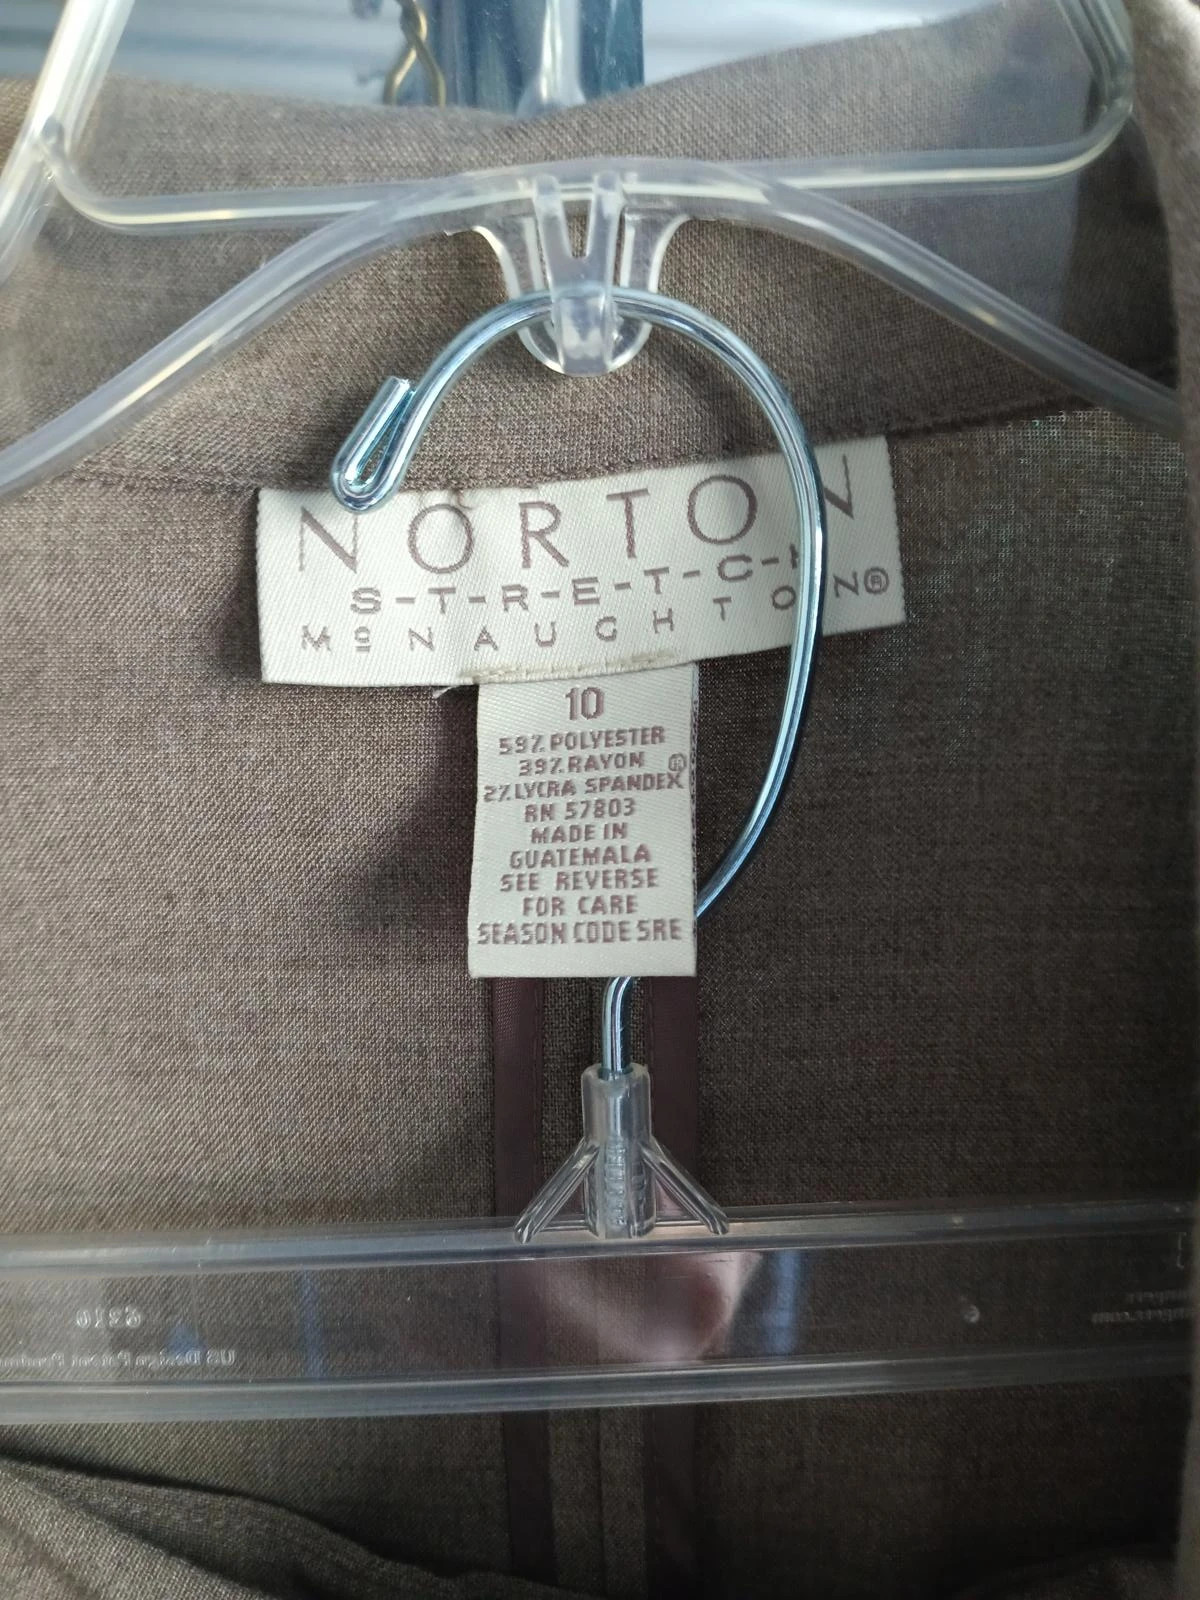 NORTON
S-T-R-E-T-C-H
McNAUGHTON®
10
59% POLYESTER
39% RAYON
2% LYCRA SPANDEX®
RN 57803
MADE IN
GUATEMALA
SEE REVERSE
FOR CARE
SEASON CODE SRE